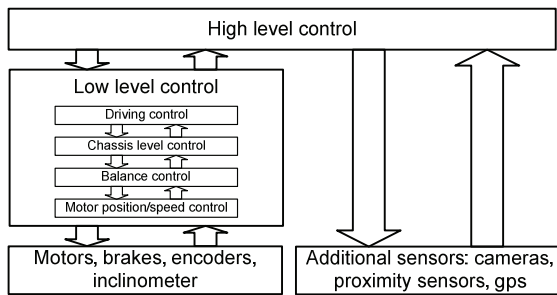 High level control
Low level control
Driving control
Chassis level control
Balance control
Motor position/speed control
Motors, brakes, encoders,
inclinometer
Additional sensors: cameras,
proximity sensors, gps